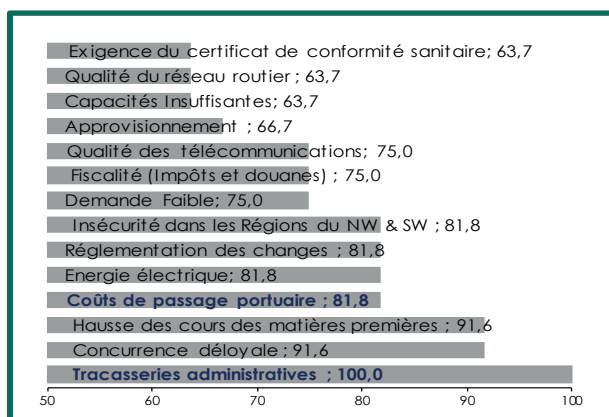 Exigence du certificat de conformité sanitaire; 63,7
Qualité du réseau routier ; 63,7
Capacités Insuffisantes; 63,7
Approvisionnement ; 66,7
Qualité des télécommunications; 75,0
Fiscalité (Impôts et douanes) ; 75,0
Demande Faible; 75,0
Insécurité dans les Régions du NW & SW ; 81,8
Réglementation des changes ; 81,8
Energie électrique; 81,8
Coûts de passage portuaire ; 81,8
Hausse des cours des matières premières ; 91,6
Concurrence déloyale ; 91,6
Tracasseries administratives ; 100,0
50 60 70 80 90 100